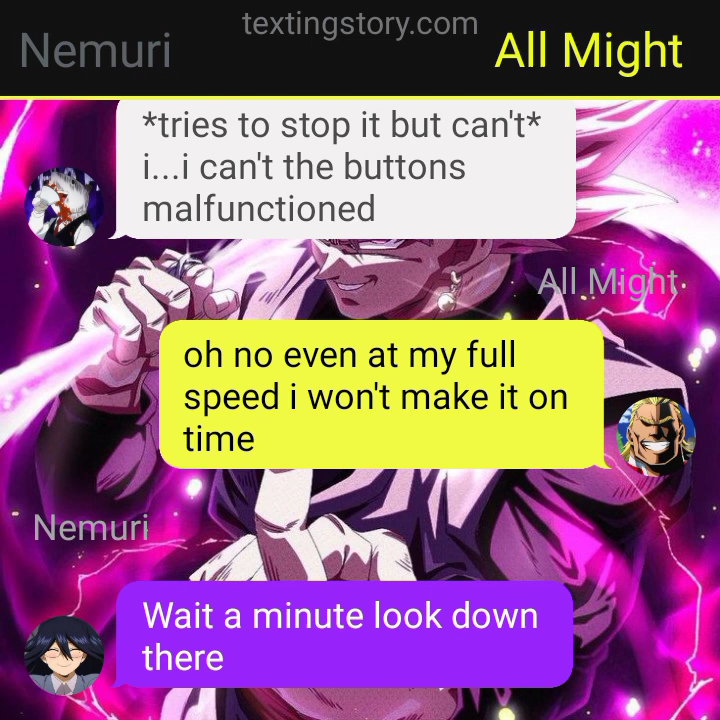 textingstory.com
Nemuri
All Might
*tries to stop it but can't*
i...i can't the buttons
malfunctioned
All Might
oh no even at my full
speed i won't make it on
time
Nemuri
Wait a minute look down
there